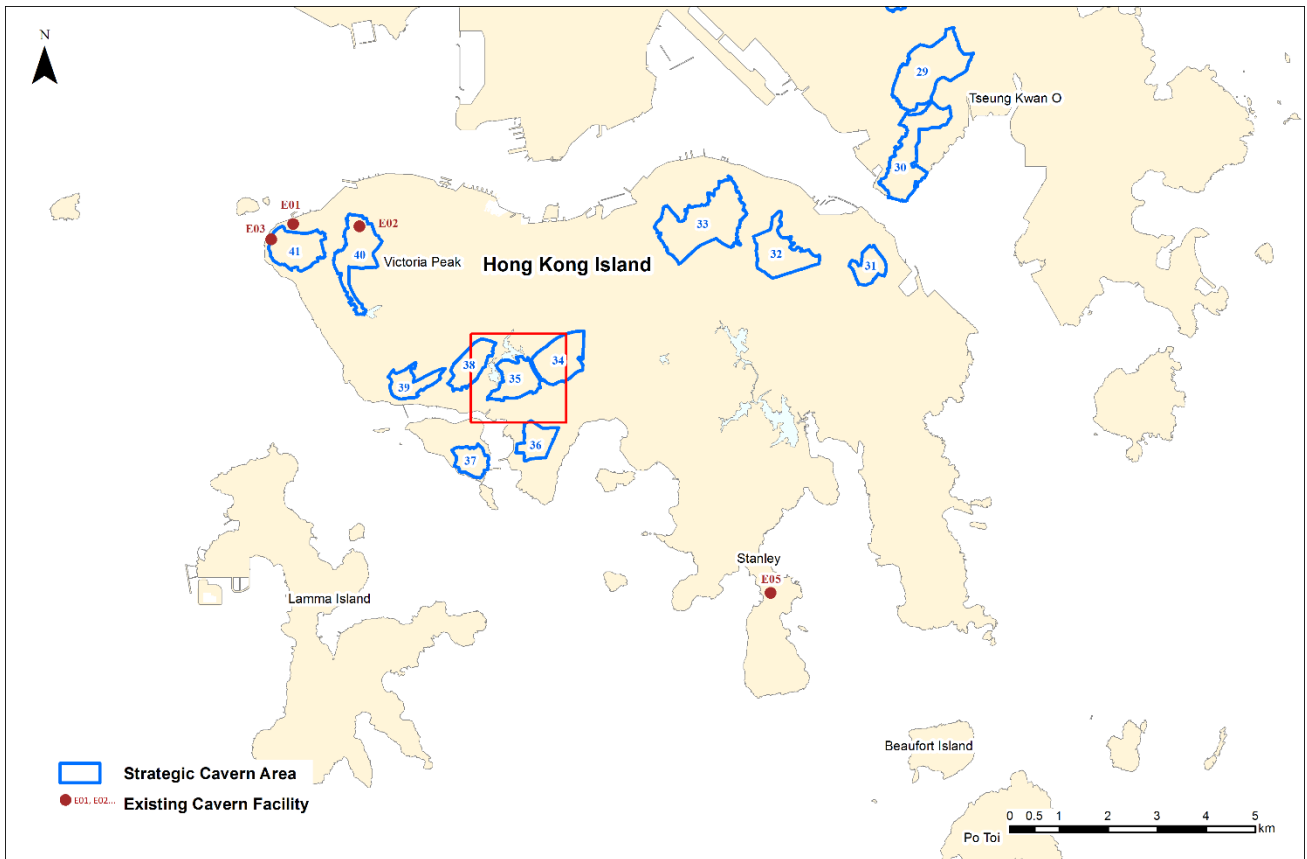 N
29
Tseung Kwan O
30
E01
E02
E03
33
41
40
Victoria Peak
Hong Kong Island
32
31
38
34
35
39
36
37
Stanley
E05
Lamma Island
Beaufort Island
Strategic Cavern Area
E01, E02... Existing Cavern Facility
0 0.5 1 2 3 4 5
km
Po Toi